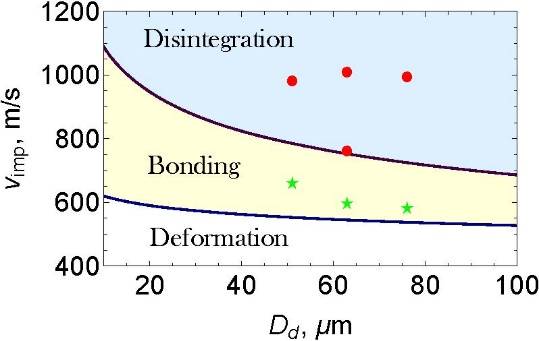 1200
1000
800
600
400
v_imp, m/s
Disintegration
Bonding
Deformation
20 40 60 80 100
D_d, μm